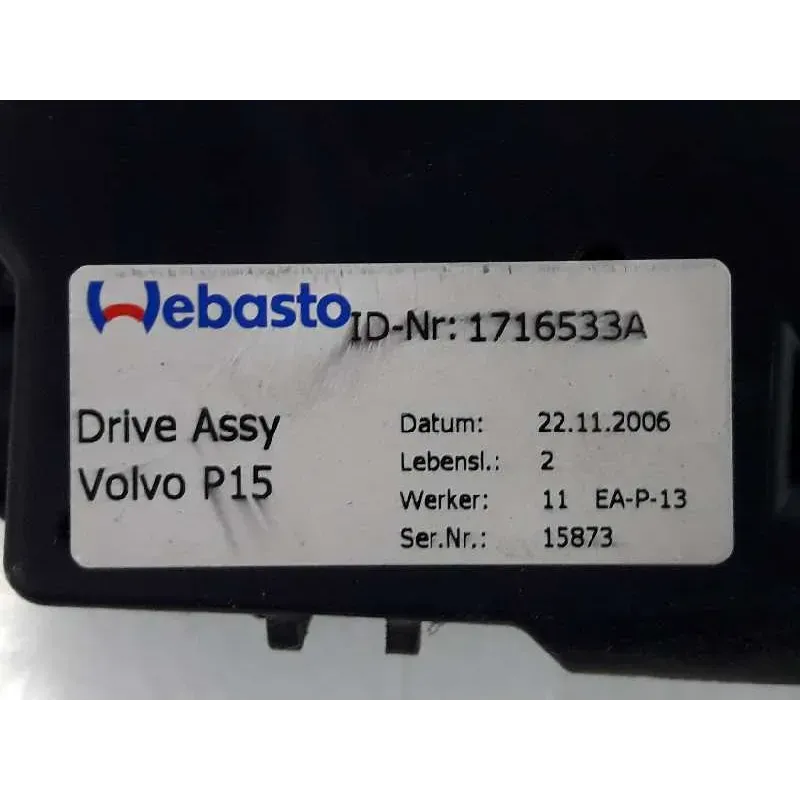 Webasto ID-Nr: 1716533A
Drive Assy
Volvo P15
Datum: 22.11.2006
Lebensl.: 2
Werker: 11 EA-P-13
Ser.Nr.: 15873